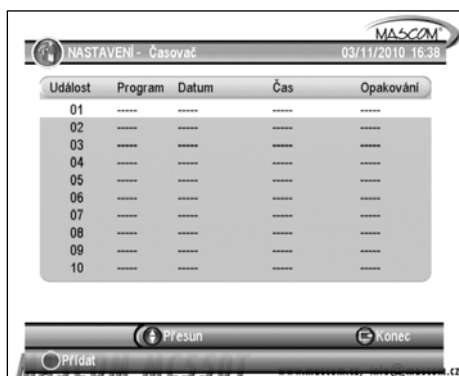 MASCOM
NASTAVENÍ - Časovač 03/11/2010 16:38
Událost Program Datum Čas Opakování
01 ----- ----- ----- -----
02 ----- ----- ----- -----
03 ----- ----- ----- -----
04 ----- ----- ----- -----
05 ----- ----- ----- -----
06 ----- ----- ----- -----
07 ----- ----- ----- -----
08 ----- ----- ----- -----
09 ----- ----- ----- -----
10 ----- ----- ----- -----
Přesun Konec
Přidat